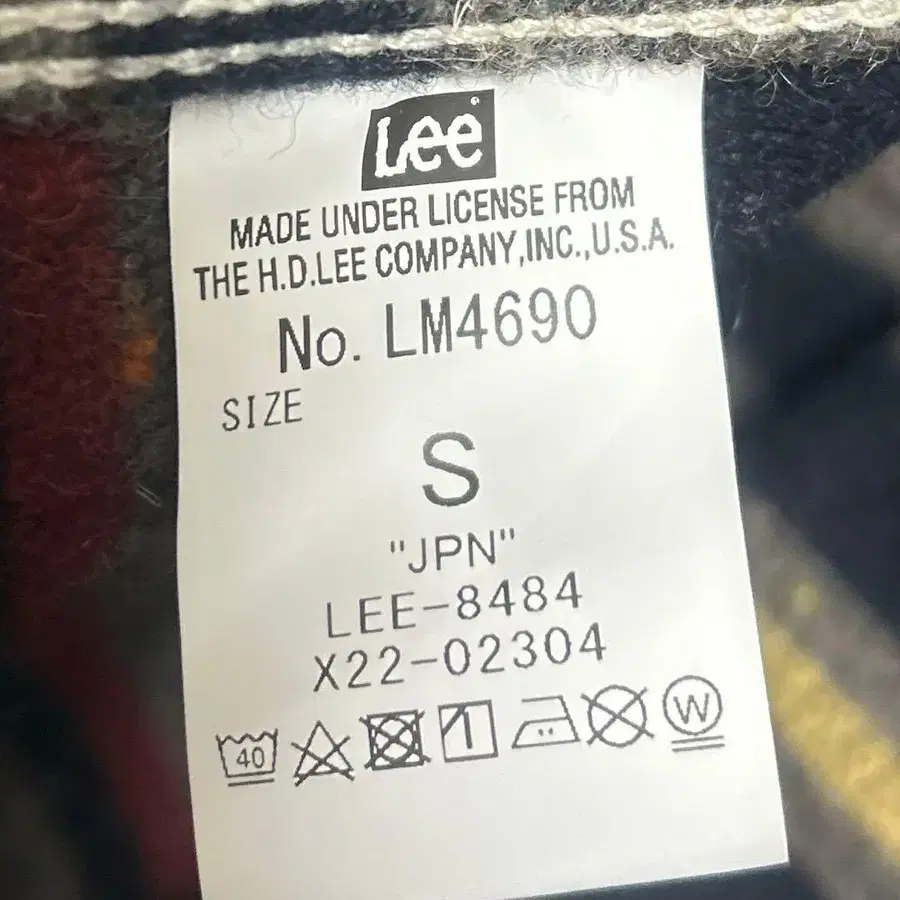 Lee®
MADE UNDER LICENSE FROM
THE H.D.LEE COMPANY,INC.,U.S.A.
No. LM4690
SIZE
S
"JPN"
LEE-8484
X22-02304
40 W